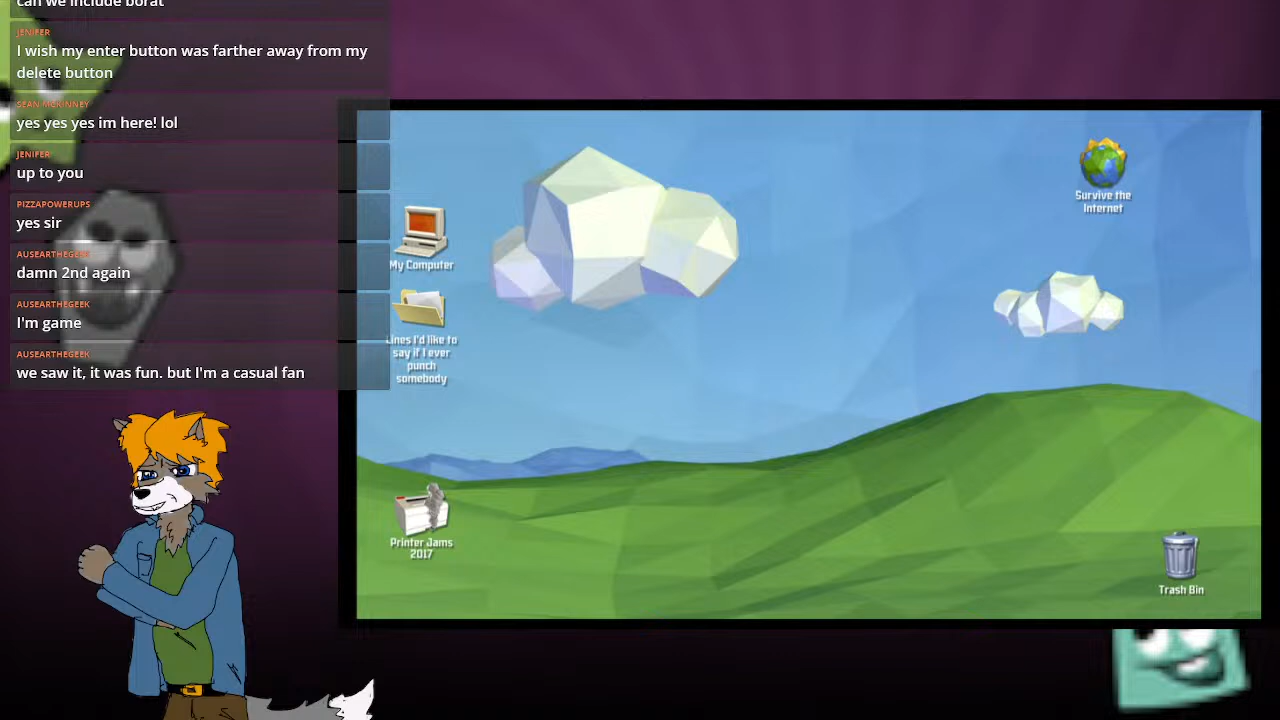 can we include borat
JENIFER
I wish my enter button was farther away from my
delete button
SEAN MCKINNEY
yes yes yes im here! lol
JENIFER
up to you
PIZZAPOWERUPS
yes sir
AUSEARTHEGEEK
damn 2nd again
AUSEARTHEGEEK
I'm game
AUSEARTHEGEEK
we saw it, it was fun. but I'm a casual fan
My Computer
Lines I'd like to
say if I ever
punch
somebody
Printer Jams
2017
Survive the
Internet
Trash Bin